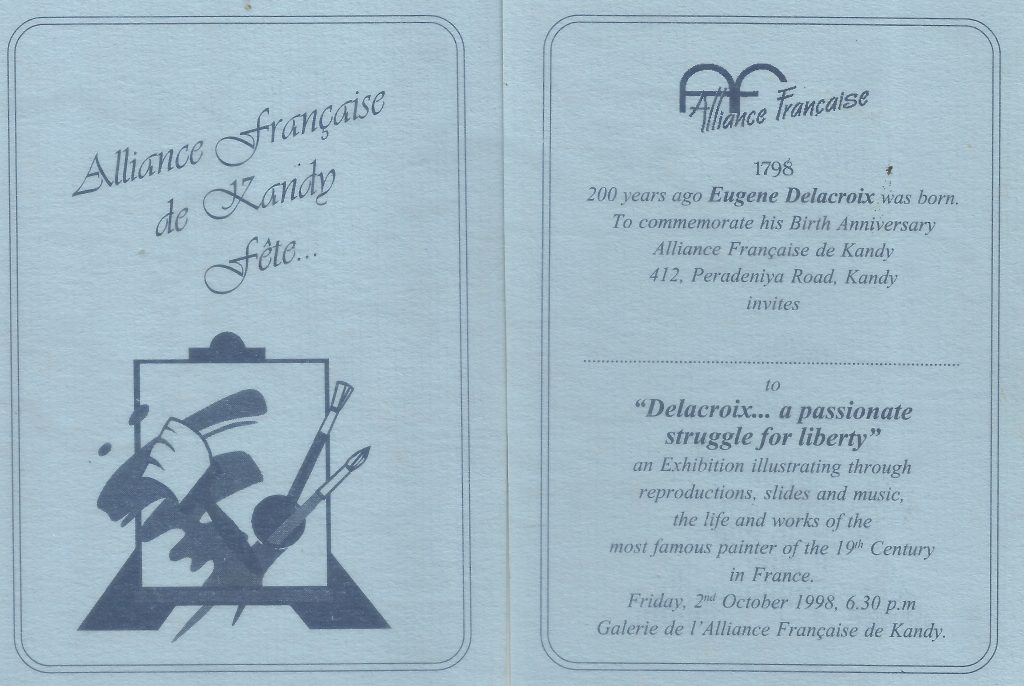 Alliance Française
de Kandy
Fête...
AF
Alliance Française
1798
200 years ago Eugene Delacroix was born.
To commemorate his Birth Anniversary
Alliance Française de Kandy
412, Peradeniya Road, Kandy
invites
to
“Delacroix... a passionate
struggle for liberty”
an Exhibition illustrating through
reproductions, slides and music,
the life and works of the
most famous painter of the 19th Century
in France.
Friday, 2nd October 1998, 6.30 p.m
Galerie de l’Alliance Française de Kandy.